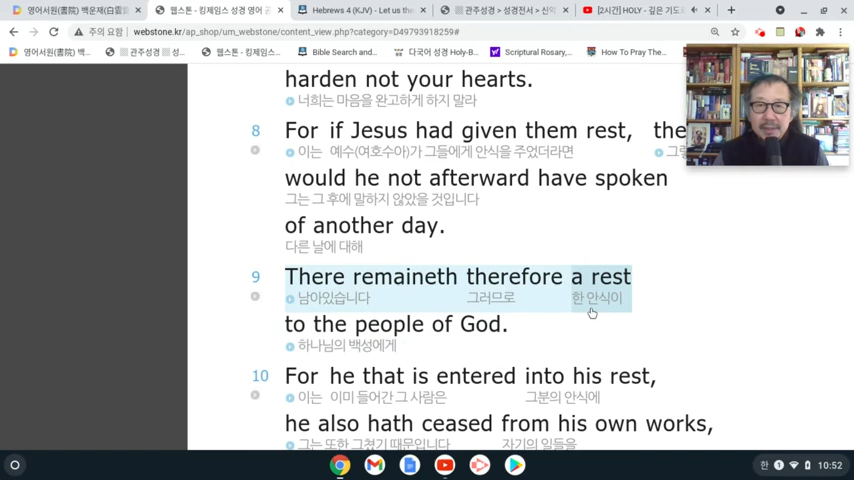 영어서원(書院) 백운재(白雲齋
웹스톤 - 킹제임스 성경 영어 공
Hebrews 4 (KJV) - Let us the
관주성경 > 성경전서 > 신약
[2시간] HOLY - 깊은 기도로
주의 요함 | webstone.kr/ap_shop/um_webstone/content_view.php?category=D49793918259#
영어서원(書院) 백운...
관주성경 성...
웹스톤 - 킹제임스...
Bible Search and...
다국어 성경 Holy-B...
Scriptural Rosary,...
How To Pray The...
harden not your hearts.
너희는 마음을 완고하게 하지 말라
8 For if Jesus had given them rest, the
이는 예수(여호수아)가 그들에게 안식을 주었더라면 그렇
would he not afterward have spoken
그는 그 후에 말하지 않았을 것입니다
of another day.
다른 날에 대해
9 There remaineth therefore a rest
남아있습니다 그러므로 한 안식이
to the people of God.
하나님의 백성에게
10 For he that is entered into his rest,
이는 이미 들어간 그 사람은 그분의 안식에
he also hath ceased from his own works,
그는 또한 그쳤기 때문입니다 자기의 일들을
한 10:52